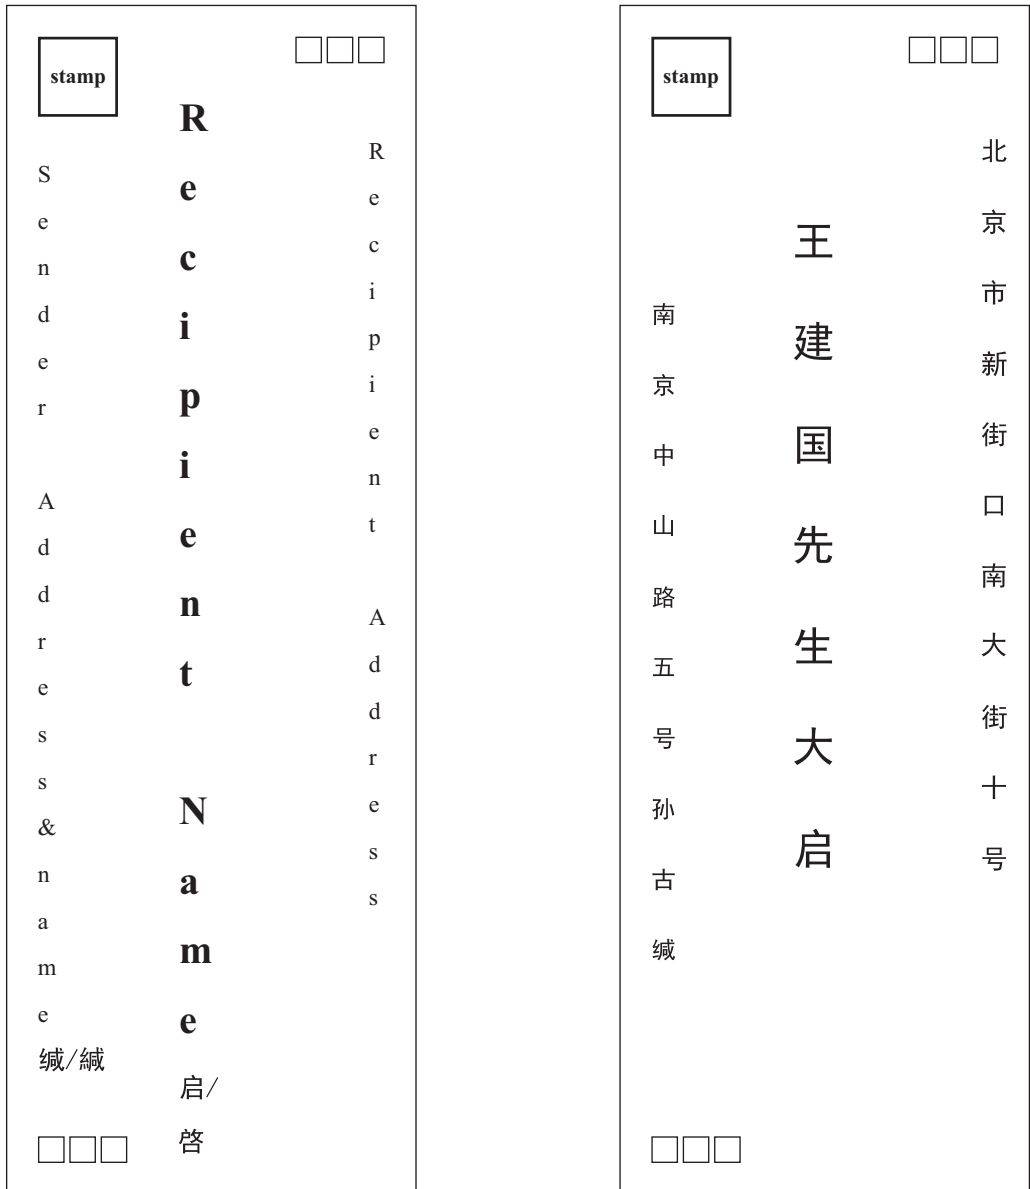 stamp
Recipient Address
Recipient Name 启/啓
Sender Address & name 缄/緘
stamp
北京市新街口南大街十号
王建国先生大启
南京中山路五号孙古缄